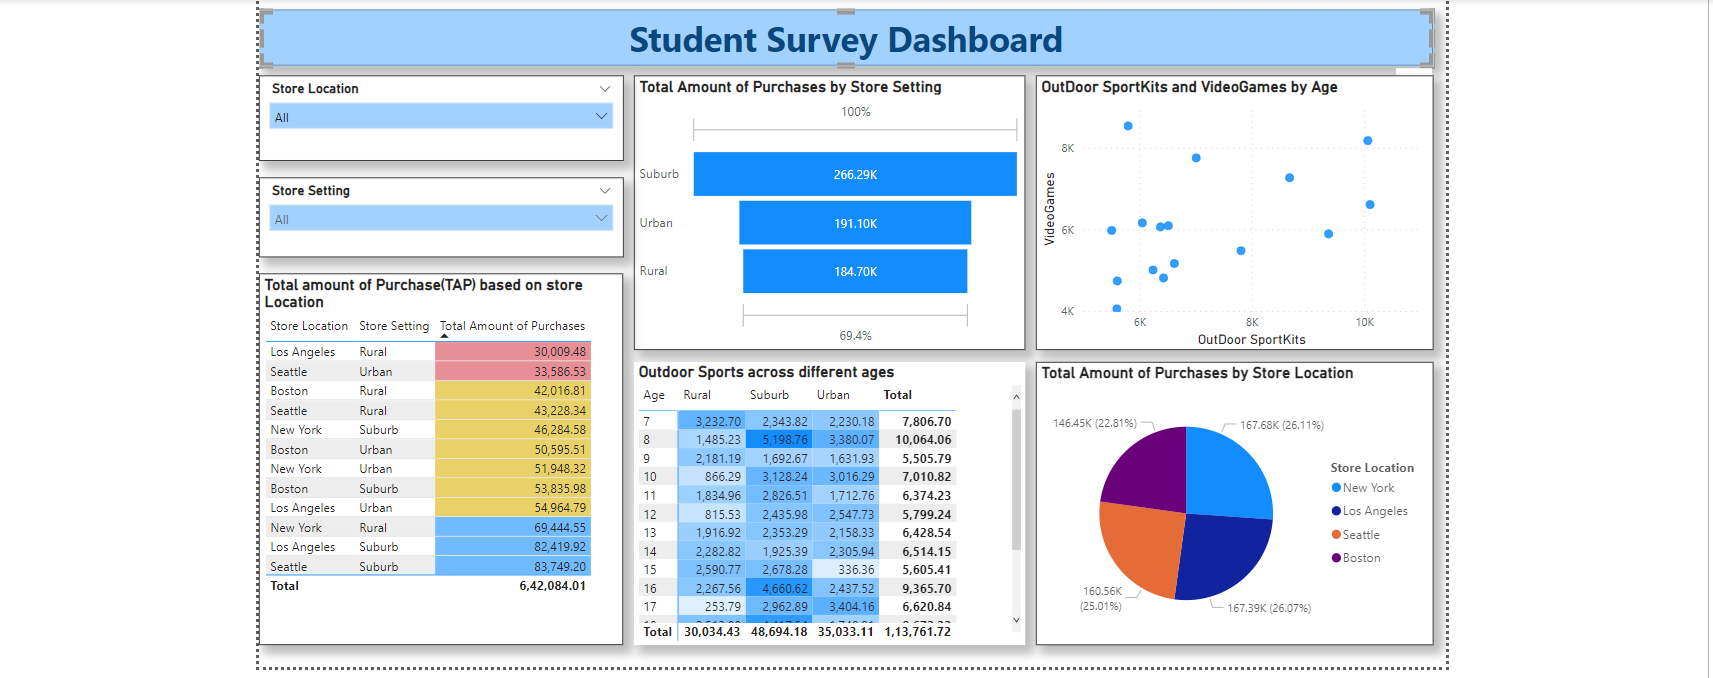 Student Survey Dashboard
Store Location
All
Store Setting
All
Total amount of Purchase(TAP) based on store
Location
Store Location Store Setting Total Amount of Purchases
Los Angeles Rural 30,009.48
Seattle Urban 33,586.53
Boston Rural 42,016.81
Seattle Rural 43,228.34
New York Suburb 46,284.58
Boston Urban 50,595.51
New York Urban 51,948.32
Boston Suburb 53,835.98
Los Angeles Urban 54,964.79
New York Rural 69,444.55
Los Angeles Suburb 82,419.92
Seattle Suburb 83,749.20
Total 6,42,084.01
Total Amount of Purchases by Store Setting
100%
Suburb 266.29K
Urban 191.10K
Rural 184.70K
69.4%
OutDoor SportKits and VideoGames by Age
VideoGames
8K
6K
4K
6K 8K 10K
OutDoor SportKits
Outdoor Sports across different ages
Age Rural Suburb Urban Total
7 3,232.70 2,343.82 2,230.18 7,806.70
8 1,485.23 5,198.76 3,380.07 10,064.06
9 2,181.19 1,692.67 1,631.93 5,505.79
10 866.29 3,128.24 3,016.29 7,010.82
11 1,834.96 2,826.51 1,712.76 6,374.23
12 815.53 2,435.98 2,547.73 5,799.24
13 1,916.92 2,353.29 2,158.33 6,428.54
14 2,282.82 1,925.39 2,305.94 6,514.15
15 2,590.77 2,678.28 336.36 5,605.41
16 2,267.56 4,660.62 2,437.52 9,365.70
17 253.79 2,962.89 3,404.16 6,620.84
Total 30,034.43 48,694.18 35,033.11 1,13,761.72
Total Amount of Purchases by Store Location
146.45K (22.81%)
167.68K (26.11%)
160.56K
(25.01%)
167.39K (26.07%)
Store Location
New York
Los Angeles
Seattle
Boston